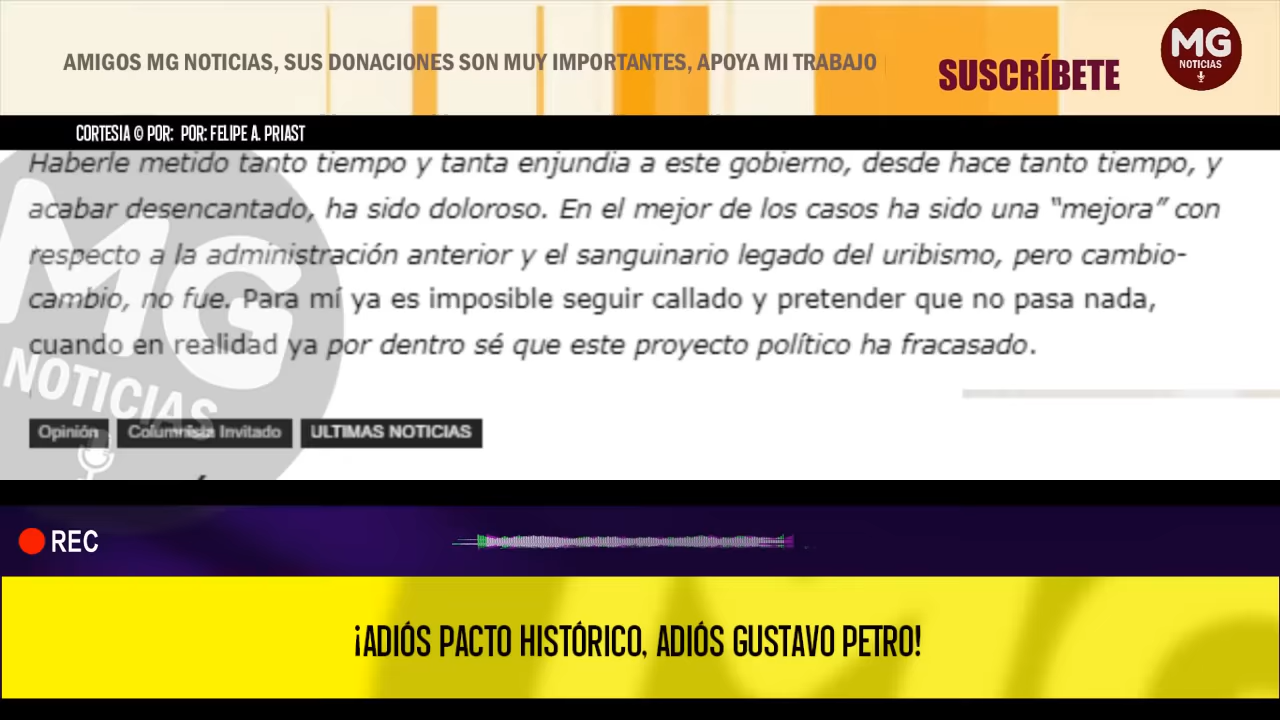 AMIGOS MG NOTICIAS, SUS DONACIONES SON MUY IMPORTANTES, APOYA MI TRABAJO
SUSCRÍBETE
MG
NOTICIAS
CORTESIA © POR: POR: FELIPE A. PRIAST
Haberle metido tanto tiempo y tanta enjundia a este gobierno, desde hace tanto tiempo, y
acabar desencantado, ha sido doloroso. En el mejor de los casos ha sido una “mejora” con
respecto a la administración anterior y el sanguinario legado del uribismo, pero cambio-
cambio, no fue. Para mí ya es imposible seguir callado y pretender que no pasa nada,
cuando en realidad ya por dentro sé que este proyecto político ha fracasado.
MG
NOTICIAS
Opinión Columnista Invitado ULTIMAS NOTICIAS
REC
¡ADIÓS PACTO HISTÓRICO, ADIÓS GUSTAVO PETRO!